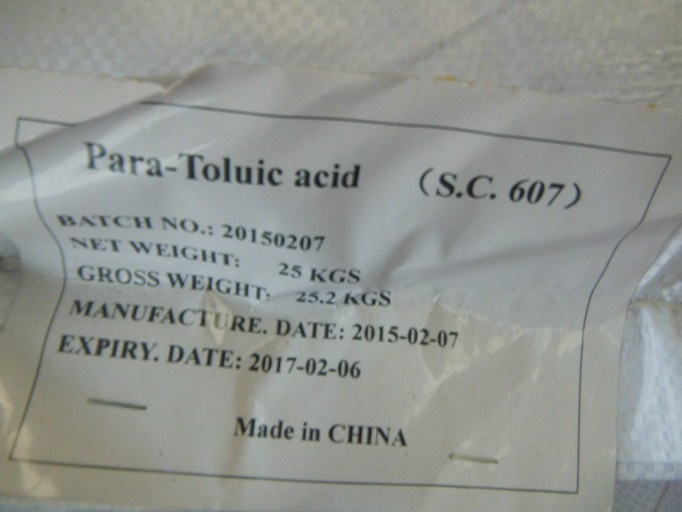 Para-Toluic acid (S.C. 607)
BATCH NO.: 20150207
NET WEIGHT: 25 KGS
GROSS WEIGHT: 25.2 KGS
MANUFACTURE. DATE: 2015-02-07
EXPIRY. DATE: 2017-02-06
Made in CHINA